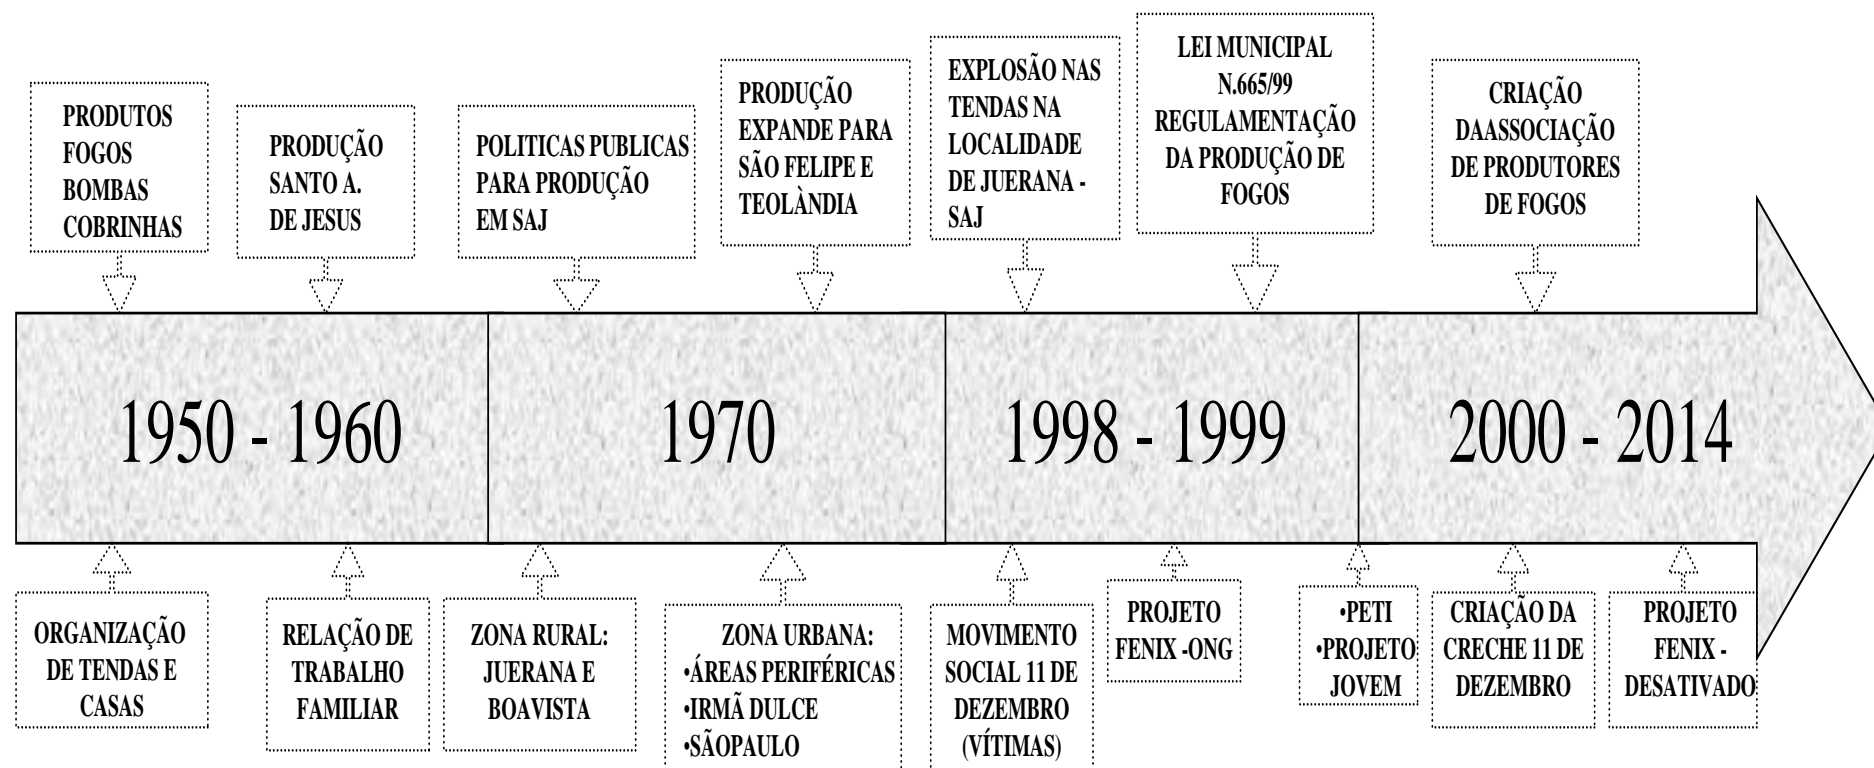 PRODUTOS
FOGOS
BOMBAS
COBRINHAS
PRODUÇÃO
SANTO A.
DE JESUS
POLITICAS PUBLICAS
PARA PRODUÇÃO
EM SAJ
PRODUÇÃO
EXPANDE PARA
SÃO FELIPE E
TEOLÀNDIA
EXPLOSÃO NAS
TENDAS NA
LOCALIDADE
DE JUERANA -
SAJ
LEI MUNICIPAL
N.665/99
REGULAMENTAÇÃO
DA PRODUÇÃO DE
FOGOS
CRIAÇÃO
DAASSOCIAÇÃO
DE PRODUTORES
DE FOGOS
1950 - 1960
1970
1998 - 1999
2000 - 2014
ORGANIZAÇÃO
DE TENDAS E
CASAS
RELAÇÃO DE
TRABALHO
FAMILIAR
ZONA RURAL:
JUERANA E
BOAVISTA
ZONA URBANA:
•ÁREAS PERIFÉRICAS
•IRMÃ DULCE
•SÃOPAULO
MOVIMENTO
SOCIAL 11 DE
DEZEMBRO
(VÍTIMAS)
PROJETO
FENIX -ONG
•PETI
•PROJETO
JOVEM
CRIAÇÃO DA
CRECHE 11 DE
DEZEMBRO
PROJETO
FENIX -
DESATIVADO